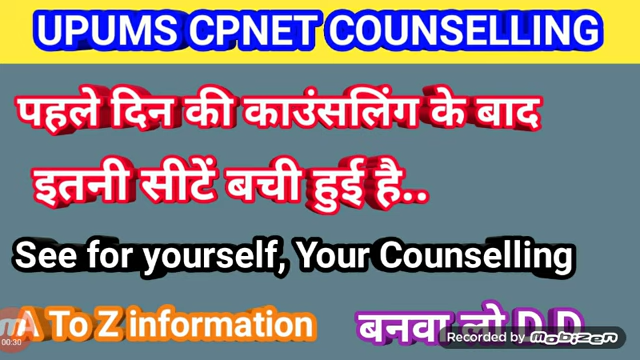 UPUMS CPNET COUNSELLING
पहले दिन की काउंसलिंग के बाद
इतनी सीटें बची हुई है..
See for yourself, Your Counselling
A To Z information
बनवा लो D D
Recorded by mobizen
00:30